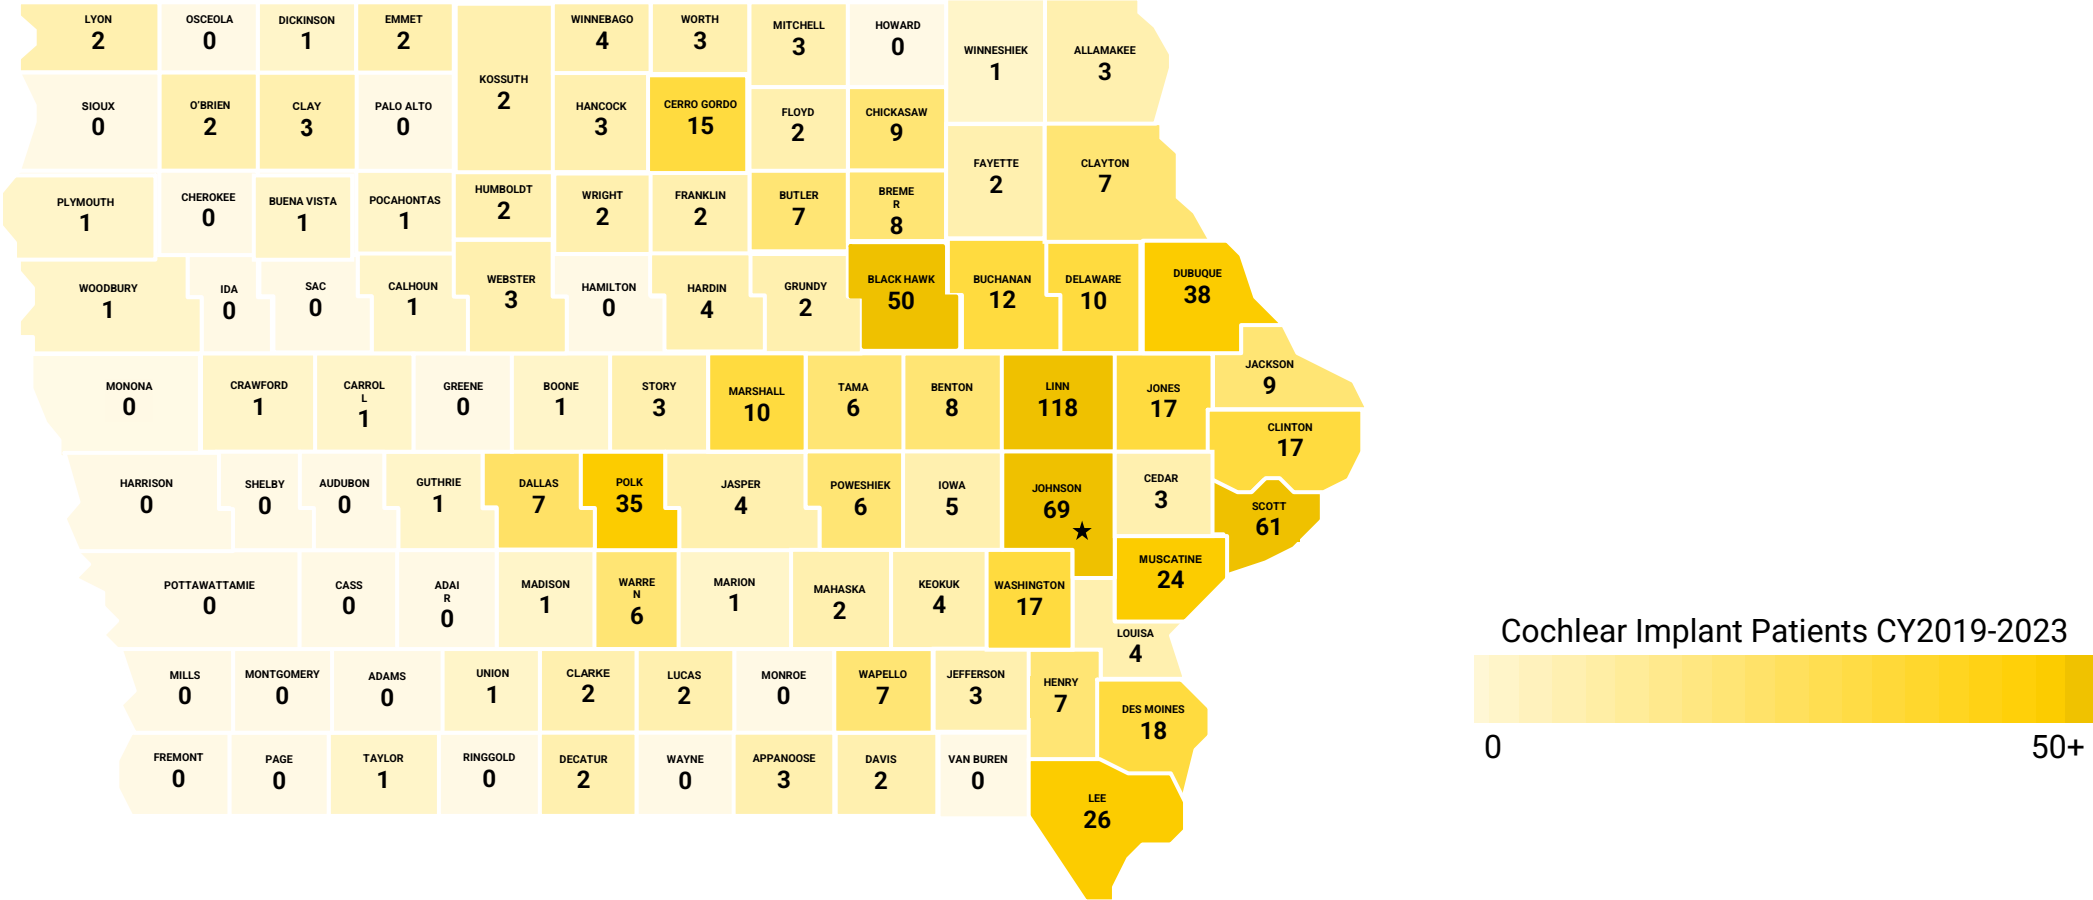 LYON
2
OSCEOLA
0
DICKINSON
1
EMMET
2
KOSSUTH
2
WINNEBAGO
4
WORTH
3
MITCHELL
3
HOWARD
0
WINNESHIEK
1
ALLAMAKEE
3
SIOUX
0
O'BRIEN
2
CLAY
3
PALO ALTO
0
HANCOCK
3
CERRO GORDO
15
FLOYD
2
CHICKASAW
9
FAYETTE
2
CLAYTON
7
PLYMOUTH
1
CHEROKEE
0
BUENA VISTA
1
POCAHONTAS
1
HUMBOLDT
2
WRIGHT
2
FRANKLIN
2
BUTLER
7
BREME
R
8
WOODBURY
1
IDA
0
SAC
0
CALHOUN
1
WEBSTER
3
HAMILTON
0
HARDIN
4
GRUNDY
2
BLACK HAWK
50
BUCHANAN
12
DELAWARE
10
DUBUQUE
38
MONONA
0
CRAWFORD
1
CARROL
L
1
GREENE
0
BOONE
1
STORY
3
MARSHALL
10
TAMA
6
BENTON
8
LINN
118
JONES
17
JACKSON
9
CLINTON
17
HARRISON
0
SHELBY
0
AUDUBON
0
GUTHRIE
1
DALLAS
7
POLK
35
JASPER
4
POWESHIEK
6
IOWA
5
JOHNSON
69
CEDAR
3
SCOTT
61
POTTAWATTAMIE
0
CASS
0
ADAI
R
0
MADISON
1
WARRE
N
6
MARION
1
MAHASKA
2
KEOKUK
4
WASHINGTON
17
MUSCATINE
24
LOUISA
4
MILLS
0
MONTGOMERY
0
ADAMS
0
UNION
1
CLARKE
2
LUCAS
2
MONROE
0
WAPELLO
7
JEFFERSON
3
HENRY
7
DES MOINES
18
FREMONT
0
PAGE
0
TAYLOR
1
RINGGOLD
0
DECATUR
2
WAYNE
0
APPANOOSE
3
DAVIS
2
VAN BUREN
0
LEE
26
Cochlear Implant Patients CY2019-2023
0
50+